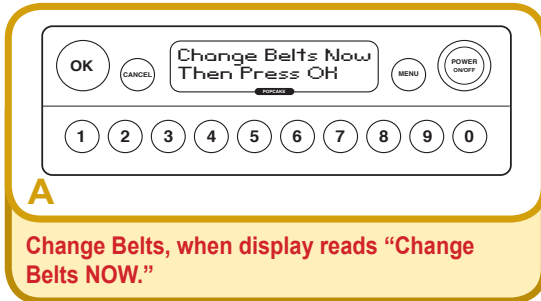 OK
CANCEL
Change Belts Now
Then Press OK
POPCAKE
MENU
POWER
ON/OFF
1 2 3 4 5 6 7 8 9 0
A
Change Belts, when display reads “Change
Belts NOW.”